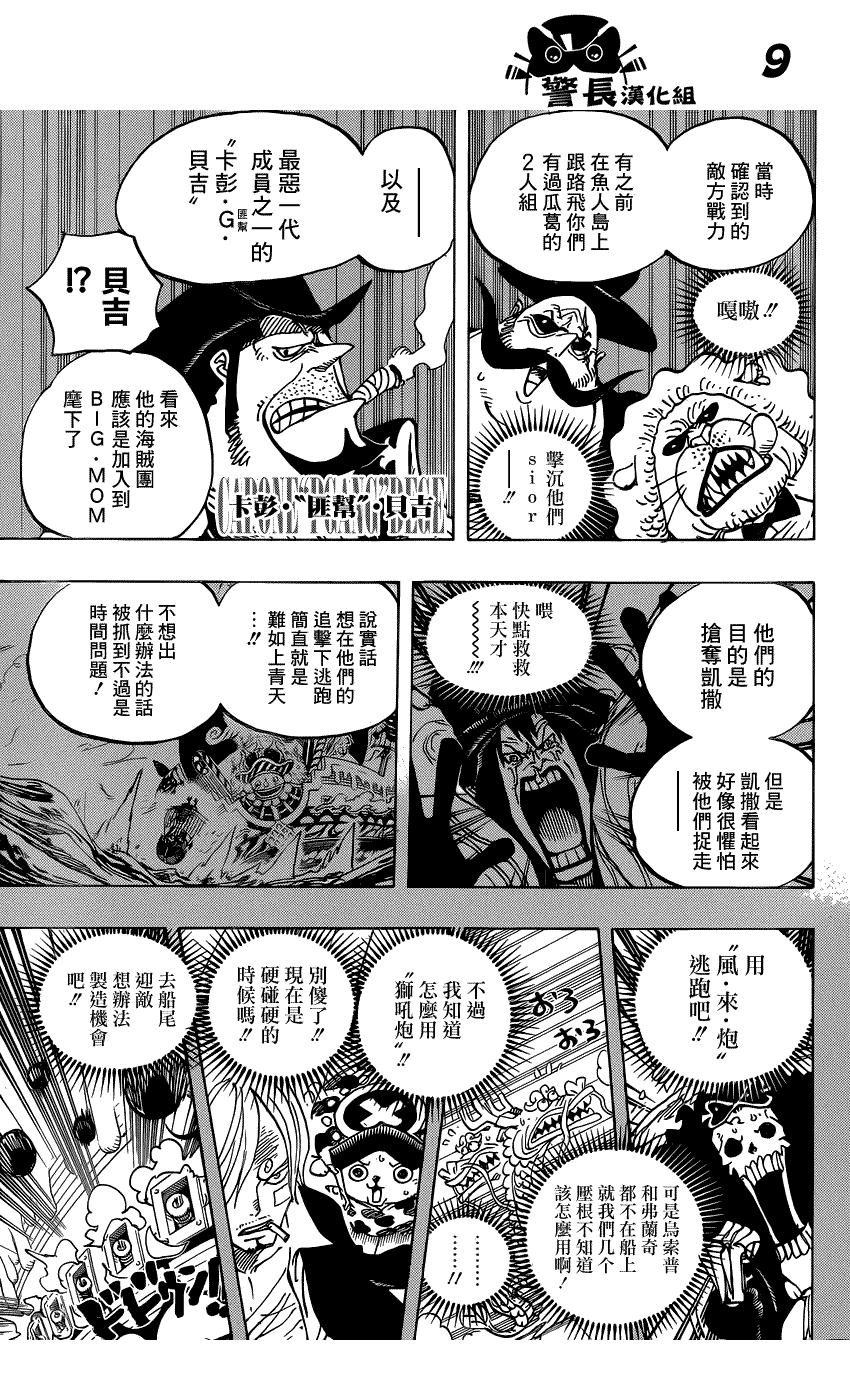 9
警長漢化組
當時
確認到的
敵方戰力
有之前
在魚人島上
跟路飛你們
有過瓜葛的
2人組
嘎嗷!!
擊沉他們
sior
——!!
——
以及
最惡一代
成員之一的
“卡彭·G·
匪幫
貝吉”
貝吉
!?
卡彭·“匪幫”·貝吉
看來
他的海賊團
應該是加入到
BIG·MOM
麾下了
他們的
目的是
搶奪凱撒
但是
凱撒看起來
好像很懼怕
被他們捉走
——
喂
快點救救
本天才
~~~~!!!
說實話
想在他們的
追擊下逃跑
簡直就是
難如上青天
…!!
不想出
什麼辦法的話
被抓到不過是
時間問題!
用
“風·來·炮”
逃跑吧!!
可是烏索普
和弗蘭奇
都不在船上
就我們几个
壓根不知道
該怎麼用啊!
おろ
おろ
不過
我知道
怎麼用
“獅吼炮”!!
………
……!!
別傻了!!
現在是
硬碰硬的
時候嗎!!
去船尾
迎敵
想辦法
製造機會
吧!!
ドドドウン!